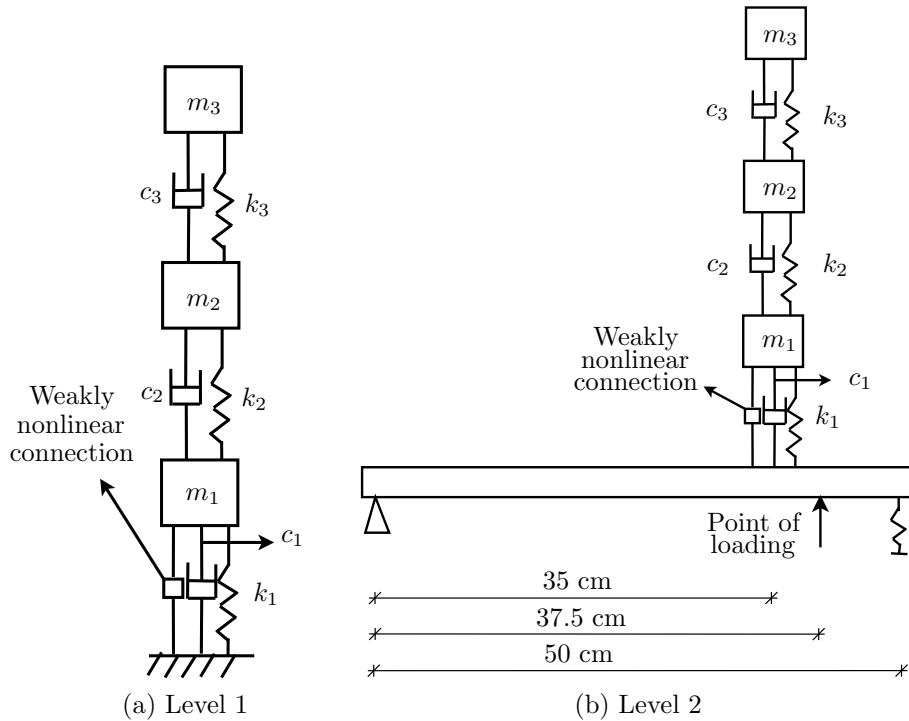 m3
c3
k3
m2
c2
k2
Weakly
nonlinear
connection
m1
c1
k1
(a) Level 1
m3
c3
k3
m2
c2
k2
Weakly
nonlinear
connection
m1
c1
k1
Point of
loading
35 cm
37.5 cm
50 cm
(b) Level 2